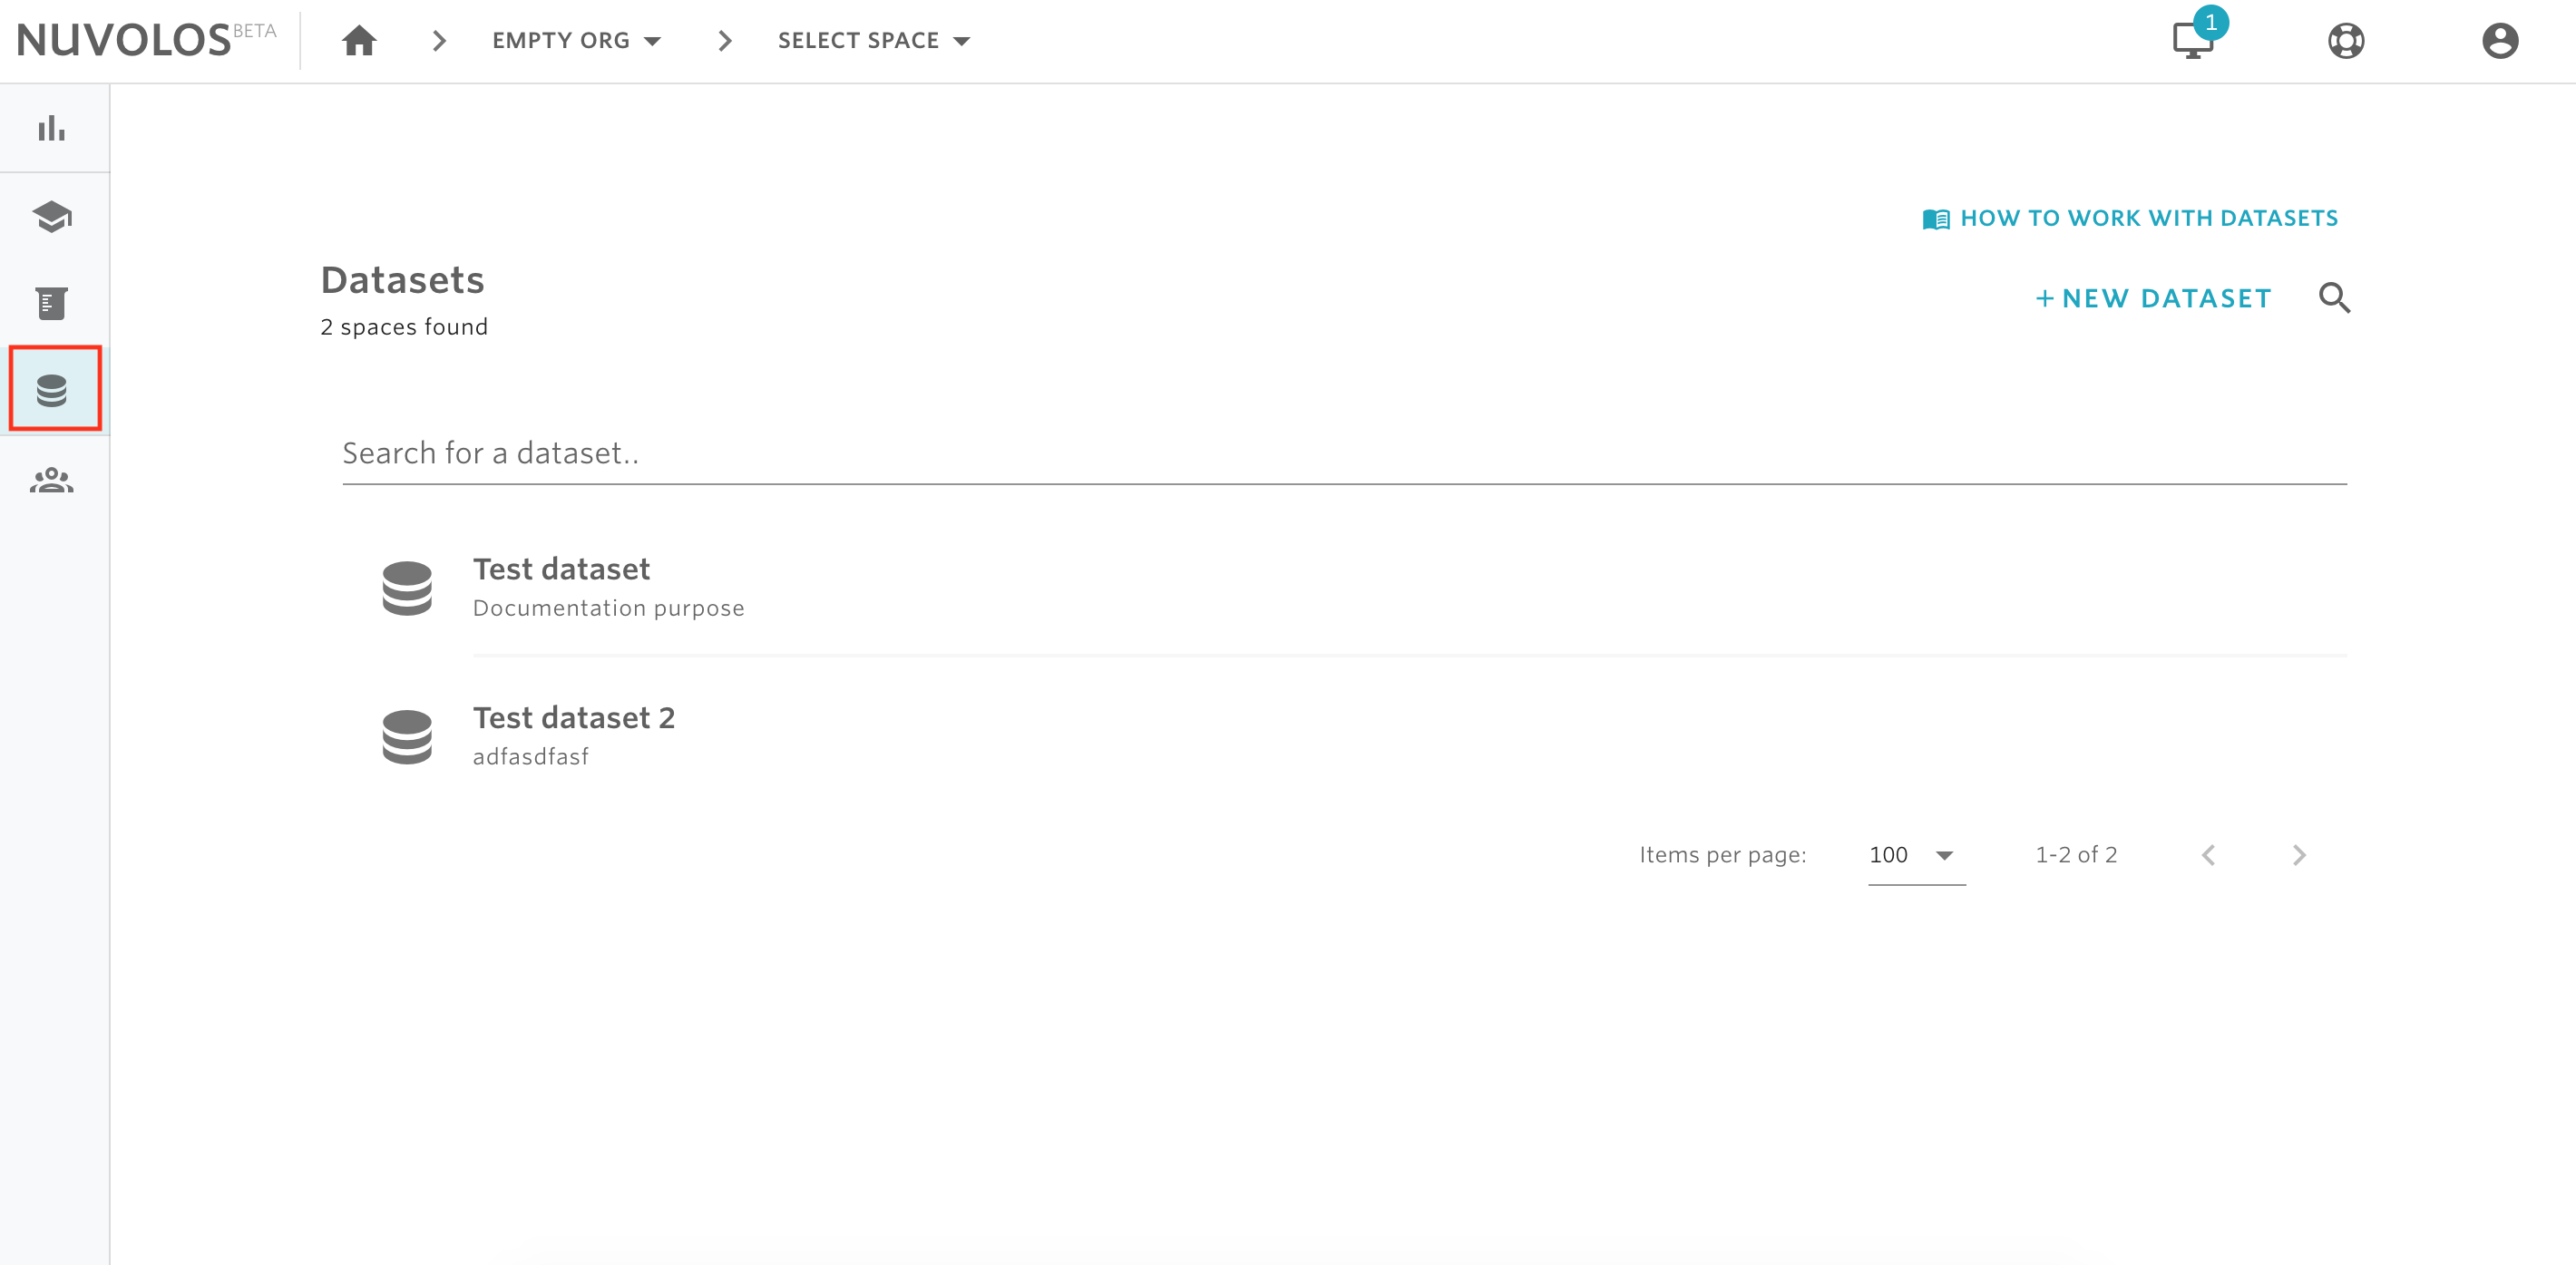 NUVOLOS BETA
EMPTY ORG
SELECT SPACE
1
HOW TO WORK WITH DATASETS
Datasets
+ NEW DATASET
2 spaces found
Search for a dataset..
Test dataset
Documentation purpose
Test dataset 2
adfasdfasf
Items per page: 100 1-2 of 2